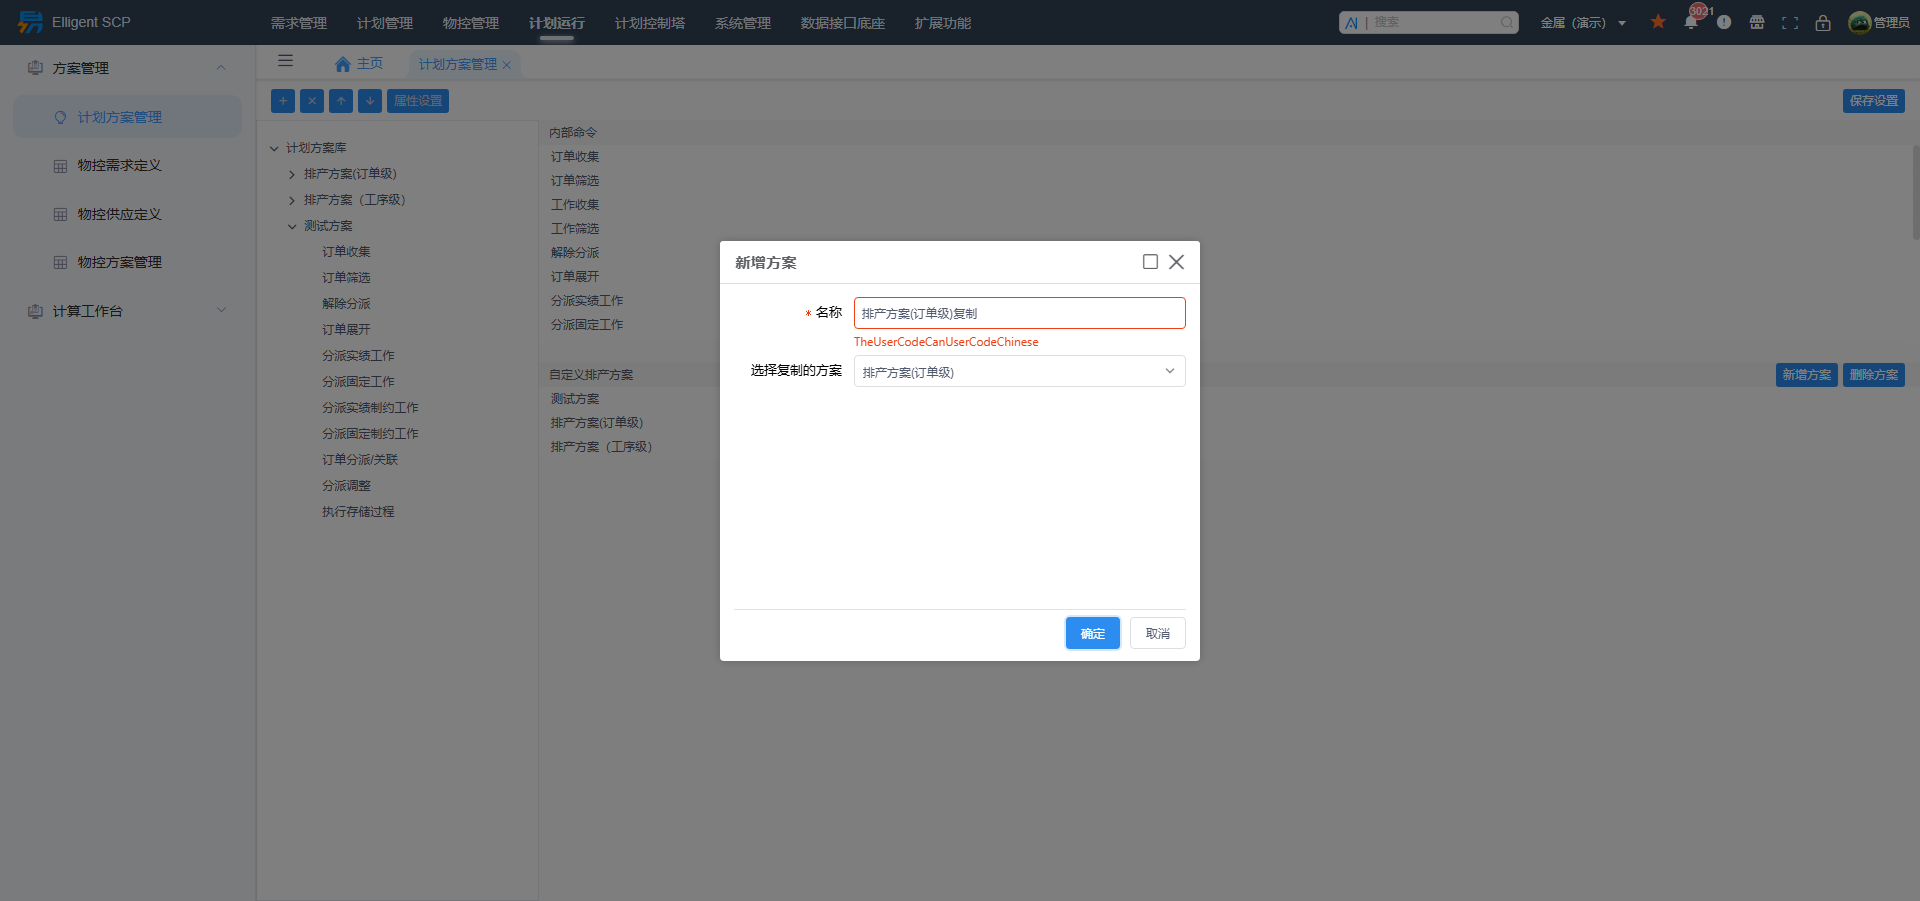 Elligent SCP
需求管理 计划管理 物控管理 计划运行 计划控制塔 系统管理 数据接口底座 扩展功能
AI | 搜索
金属（演示）
3021
管理员
方案管理
计划方案管理
物控需求定义
物控供应定义
物控方案管理
计算工作台
主页
计划方案管理
属性设置
保存设置
计划方案库
排产方案(订单级)
排产方案（工序级）
测试方案
订单收集
订单筛选
解除分派
订单展开
分派实绩工作
分派固定工作
分派实绩制约工作
分派固定制约工作
订单分派/关联
分派调整
执行存储过程
内部命令
订单收集
订单筛选
工作收集
工作筛选
解除分派
订单展开
分派实绩工作
分派固定工作
自定义排产方案
新增方案 删除方案
测试方案
排产方案(订单级)
排产方案（工序级）
新增方案
* 名称 排产方案(订单级)复制
TheUserCodeCanUserCodeChinese
选择复制的方案 排产方案(订单级)
确定 取消